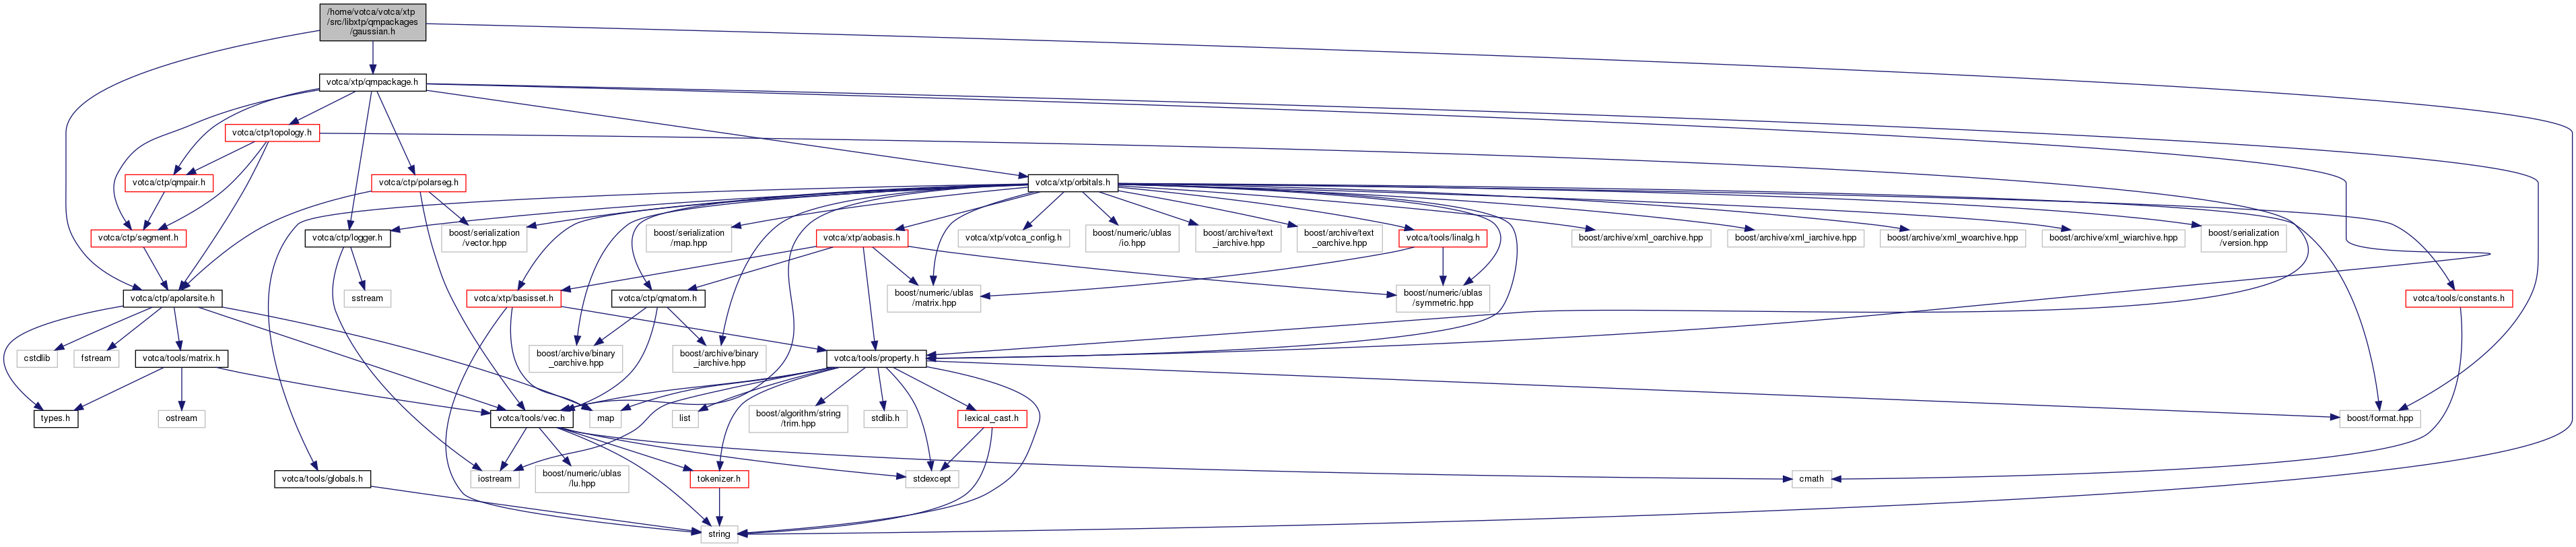 /home/votca/votca/xtp
/src/libxtp/qmpackages
/gaussian.h
votca/xtp/qmpackage.h
votca/ctp/topology.h
votca/ctp/qmpair.h
votca/ctp/polarseg.h
votca/xtp/orbitals.h
votca/ctp/segment.h
votca/ctp/logger.h
boost/serialization
/vector.hpp
boost/serialization
/map.hpp
votca/xtp/aobasis.h
votca/xtp/votca_config.h
boost/numeric/ublas
/io.hpp
boost/archive/text
_iarchive.hpp
boost/archive/text
_oarchive.hpp
votca/tools/linalg.h
boost/archive/xml_oarchive.hpp
boost/archive/xml_iarchive.hpp
boost/archive/xml_woarchive.hpp
boost/archive/xml_wiarchive.hpp
boost/serialization
/version.hpp
votca/ctp/apolarsite.h
sstream
votca/xtp/basisset.h
votca/ctp/qmatom.h
boost/numeric/ublas
/matrix.hpp
boost/numeric/ublas
/symmetric.hpp
votca/tools/constants.h
cstdlib
fstream
votca/tools/matrix.h
boost/archive/binary
_oarchive.hpp
boost/archive/binary
_iarchive.hpp
votca/tools/property.h
types.h
ostream
votca/tools/vec.h
map
list
boost/algorithm/string
/trim.hpp
stdlib.h
lexical_cast.h
boost/format.hpp
votca/tools/globals.h
iostream
boost/numeric/ublas
/lu.hpp
tokenizer.h
stdexcept
cmath
string